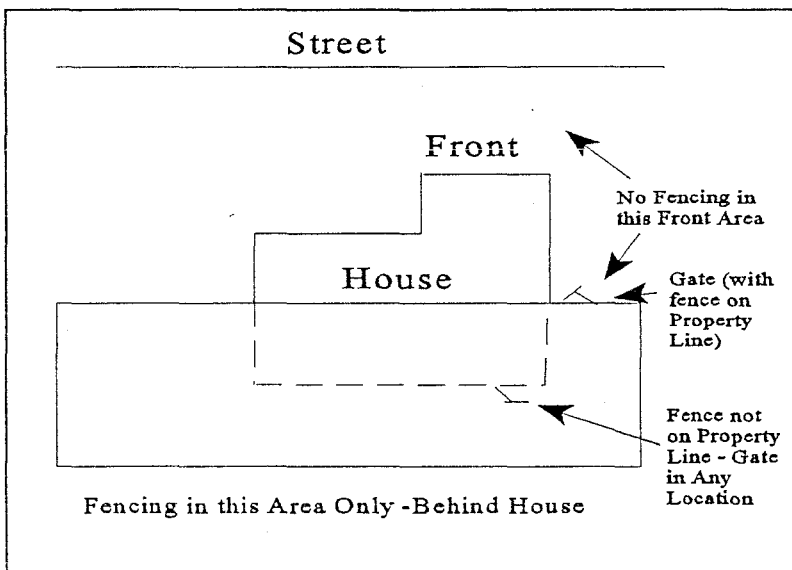 Street
Front
No Fencing in
this Front Area
House
Gate (with
fence on
Property
Line)
Fence not
on Property
Line - Gate
in Any
Location
Fencing in this Area Only -Behind House